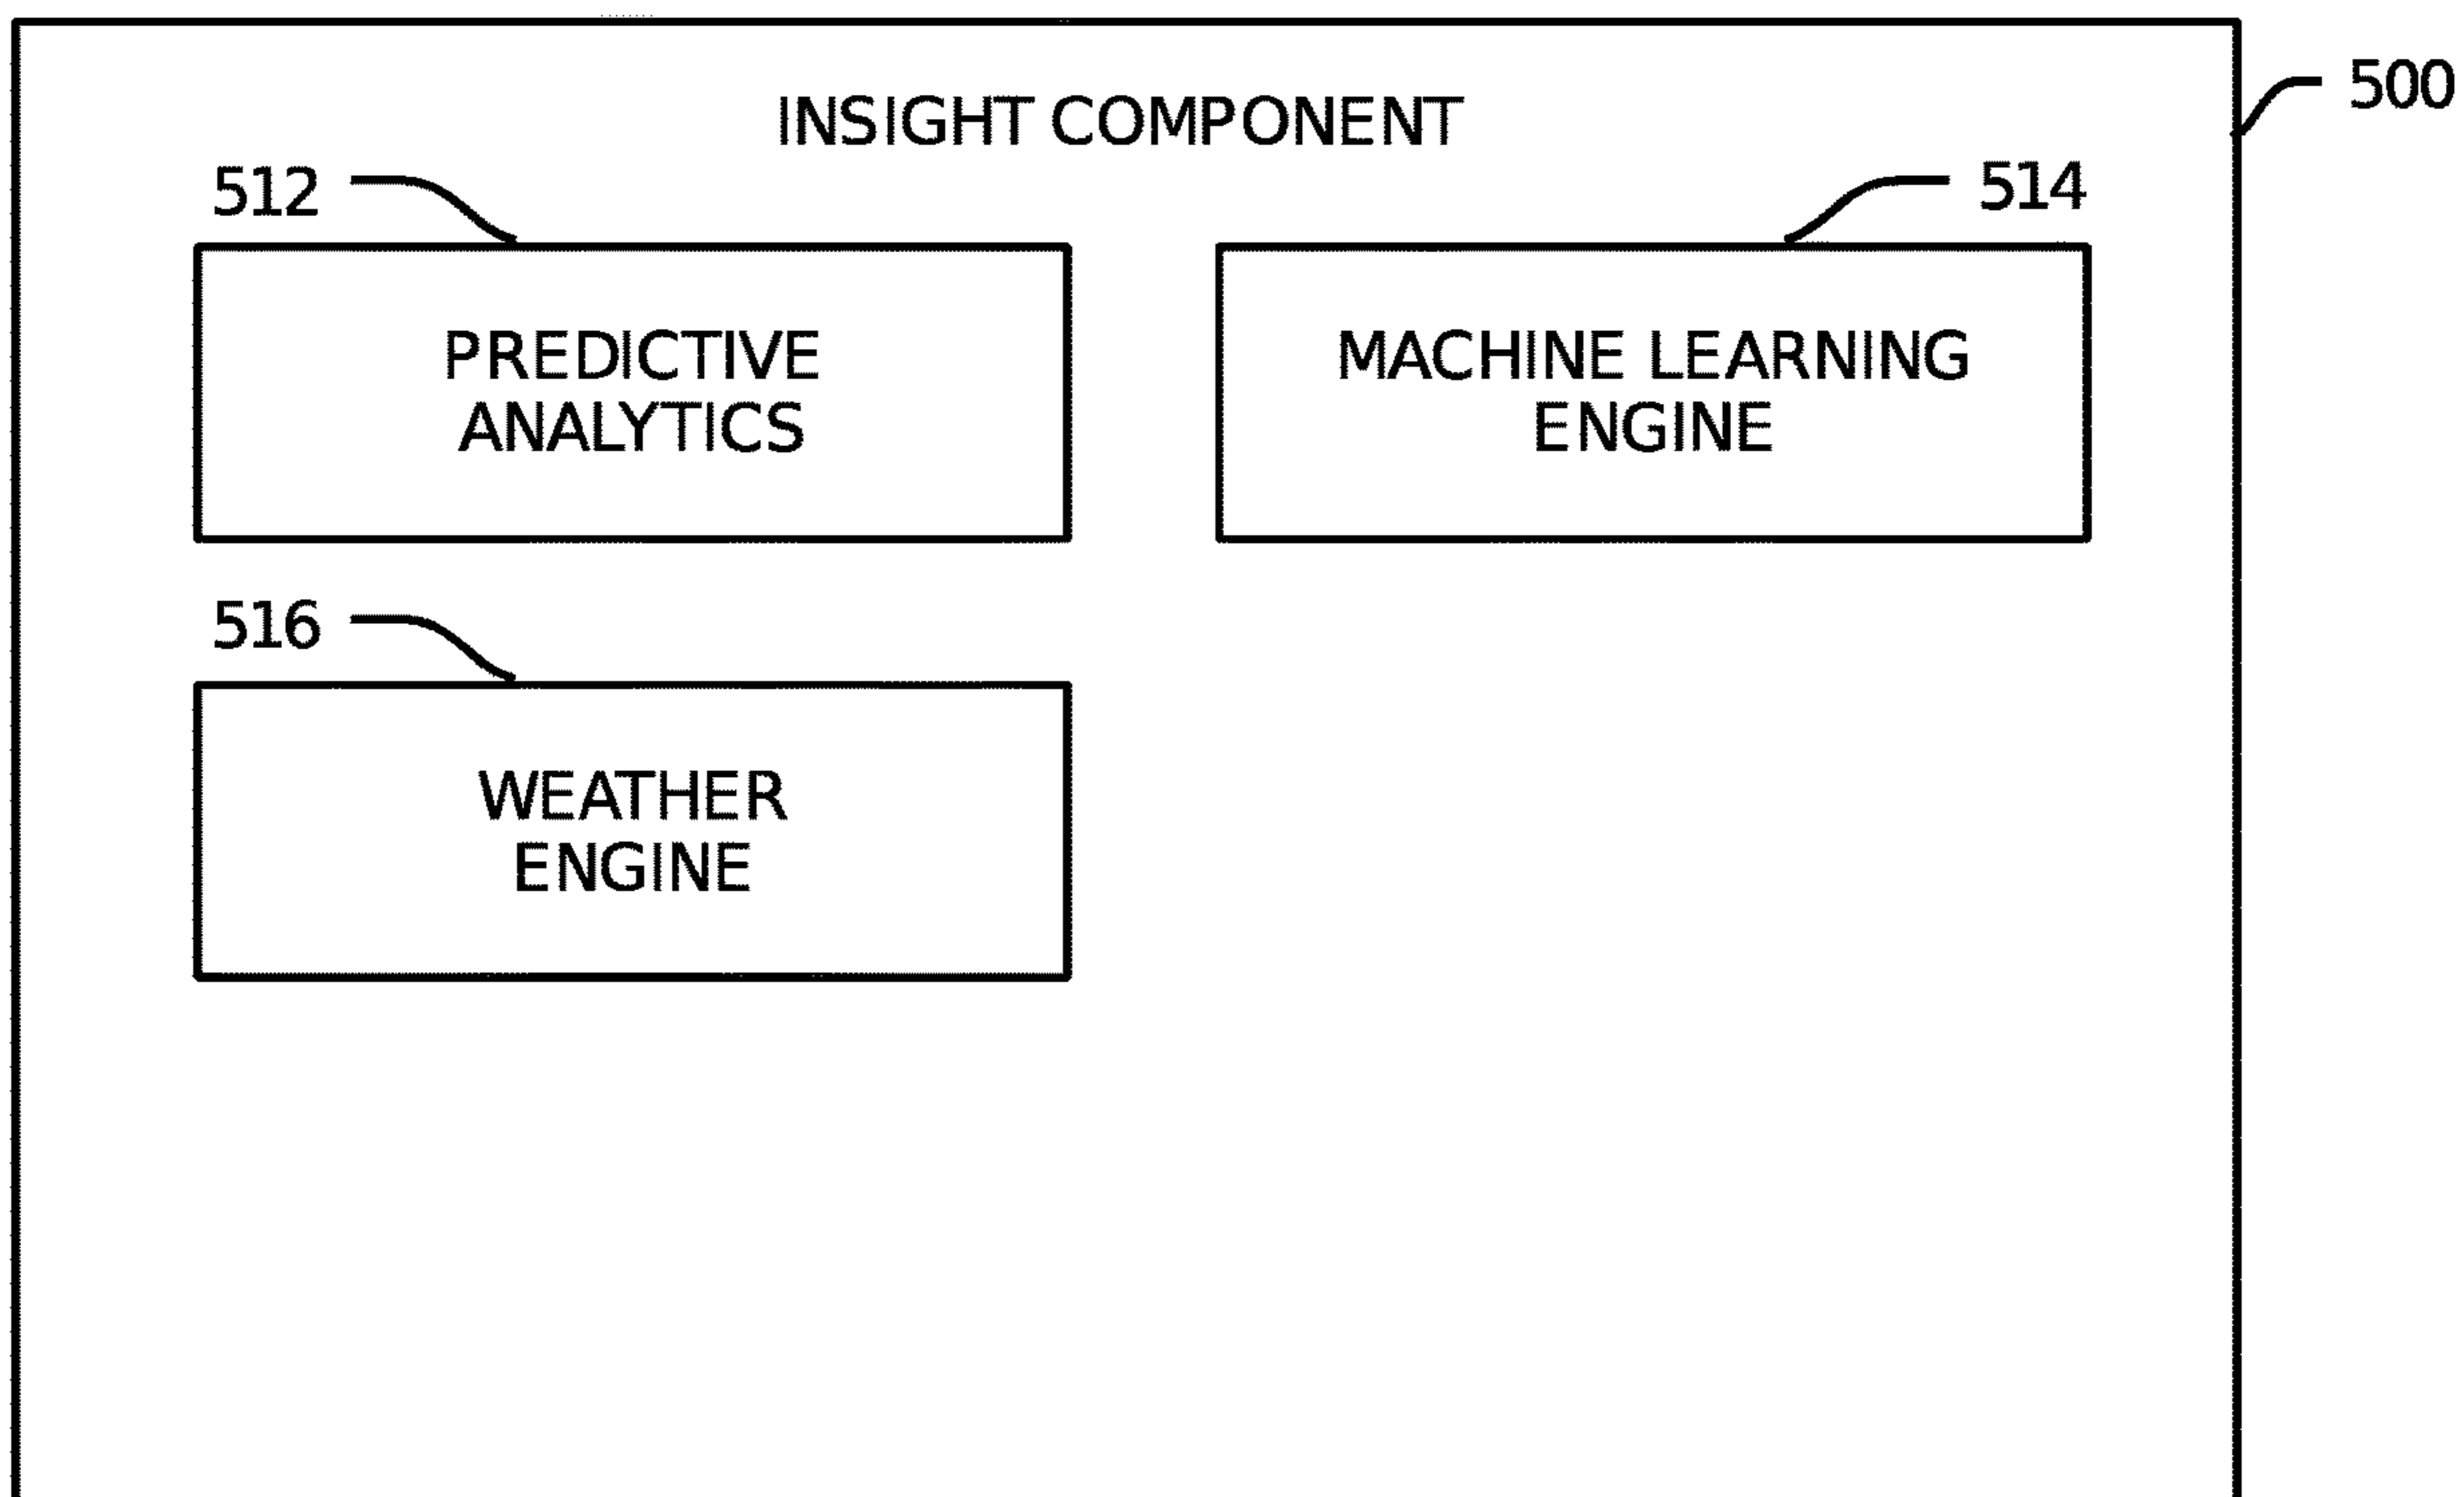 500
INSIGHT COMPONENT
512
514
PREDICTIVE
ANALYTICS
MACHINE LEARNING
ENGINE
516
WEATHER
ENGINE